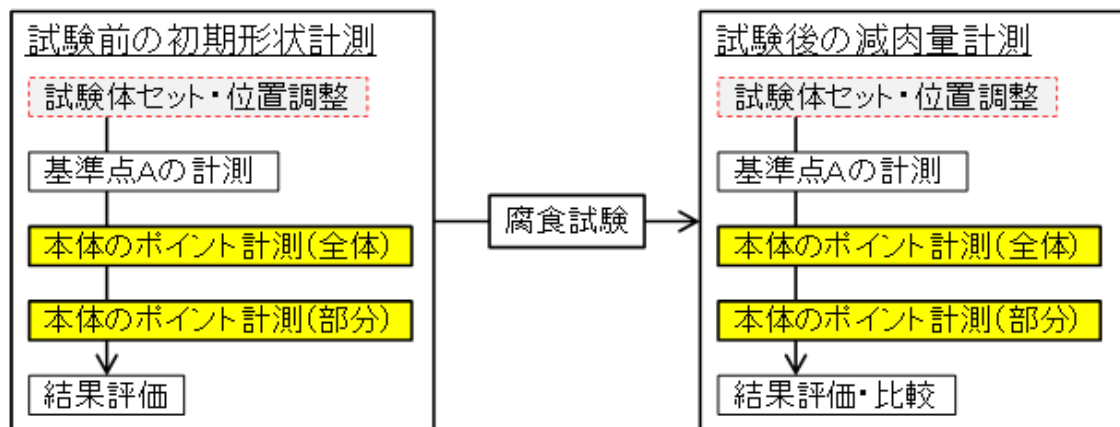 試験前の初期形状計測
試験体セット・位置調整
基準点Aの計測
本体のポイント計測(全体)
本体のポイント計測(部分)
結果評価
腐食試験
試験後の減肉量計測
試験体セット・位置調整
基準点Aの計測
本体のポイント計測(全体)
本体のポイント計測(部分)
結果評価・比較